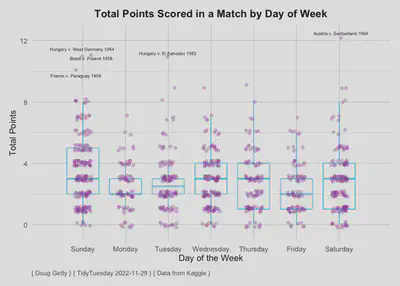 Total Points Scored in a Match by Day of Week
Austria v. Switzerland 1954
Hungary v. West Germany 1954
Hungary v. El Salvador 1982
Brazil v. Poland 1938
France v. Paraguay 1958
12
8
4
0
Total Points
Sunday Monday Tuesday Wednesday Thursday Friday Saturday
Day of the Week
{ Doug Getty } { TidyTuesday 2022-11-29 } { Data from Kaggle }